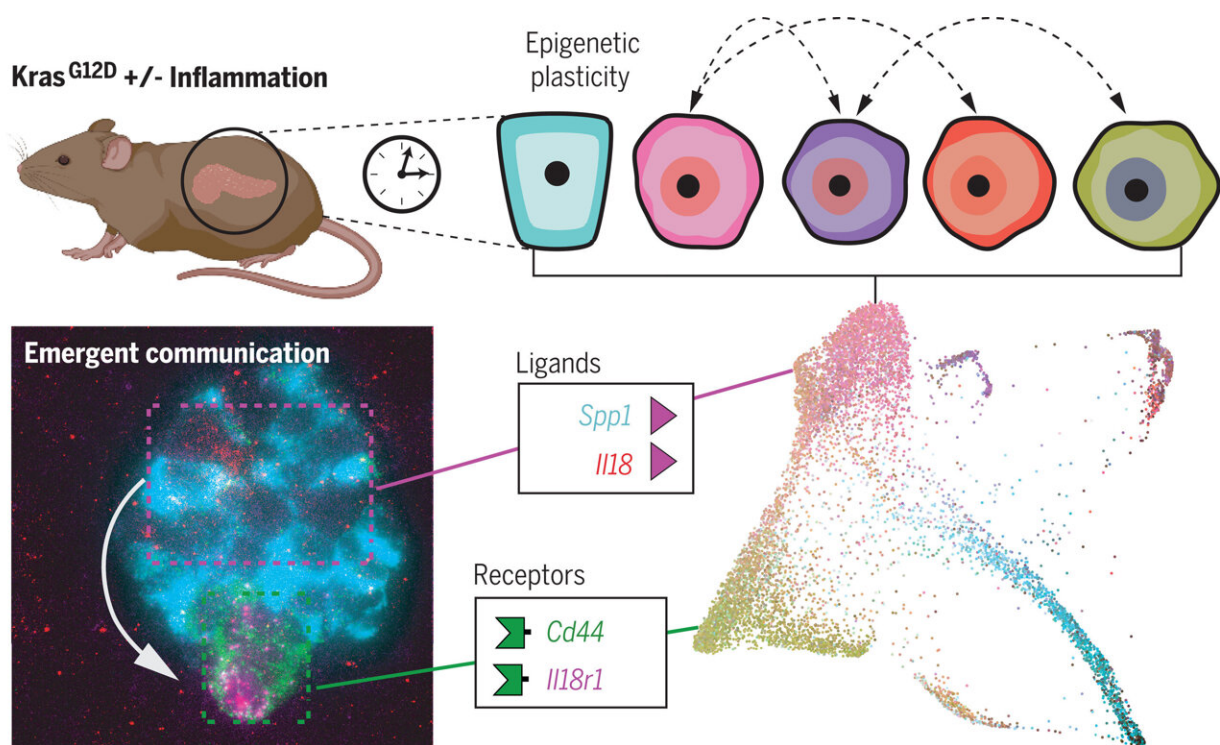 Epigenetic
plasticity
Kras G12D +/- Inflammation
Emergent communication
Ligands
Spp1
Il18
Receptors
Cd44
Il18r1